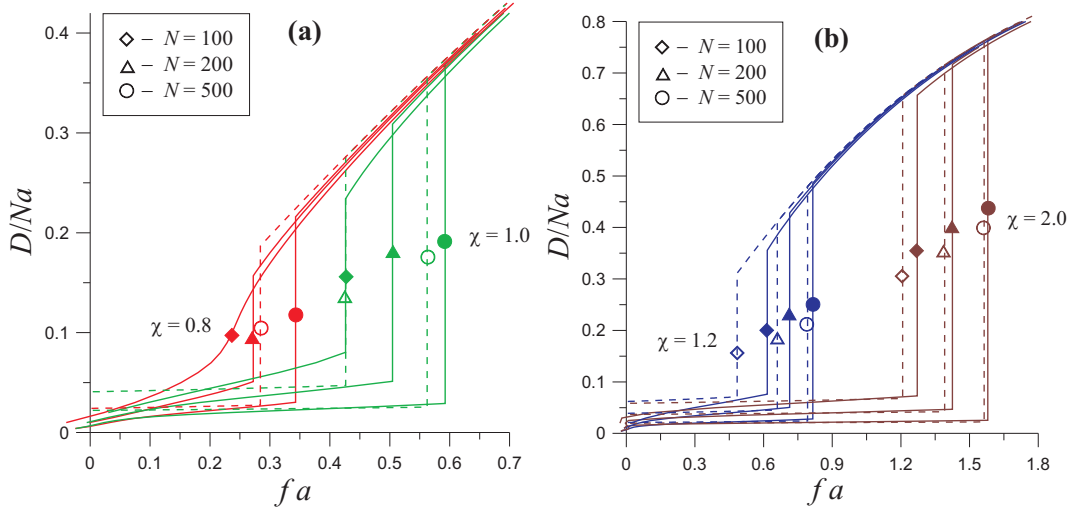 (a)
– N = 100
– N = 200
– N = 500
χ = 0.8
χ = 1.0
D/Na
0.4
0.3
0.2
0.1
0
0
0.1
0.2
0.3
0.4
0.5
0.6
0.7
f a
(b)
– N = 100
– N = 200
– N = 500
χ = 1.2
χ = 2.0
D/Na
0.8
0.7
0.6
0.5
0.4
0.3
0.2
0.1
0
0
0.3
0.6
0.9
1.2
1.5
1.8
f a